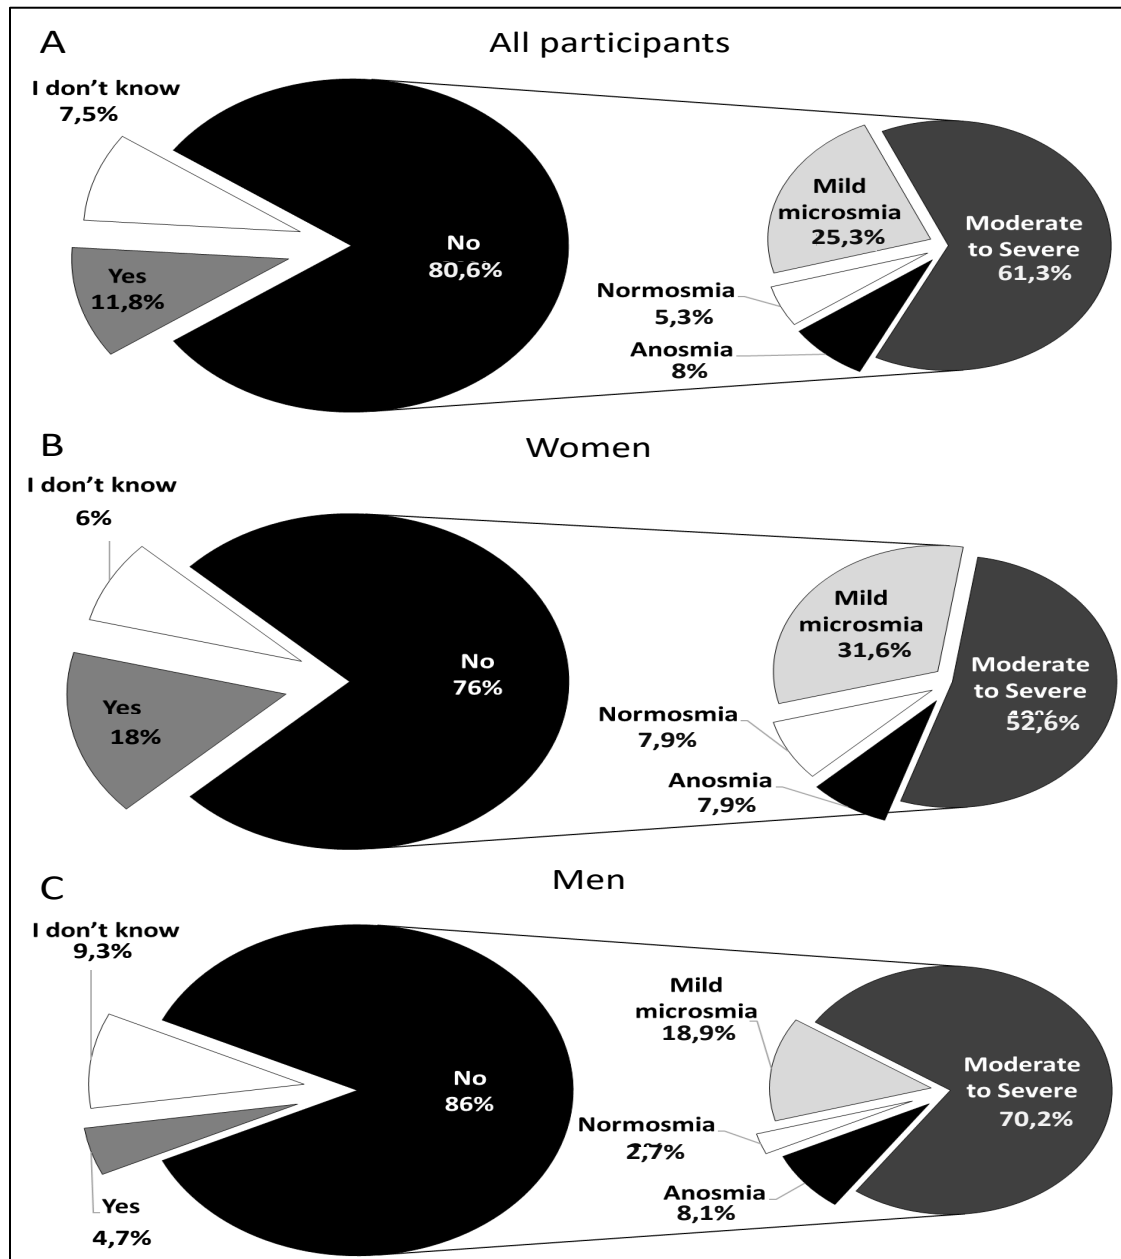 A
All participants
I don't know
7,5%
Yes
11,8%
No
80,6%
Mild
microsmia
25,3%
Moderate
to Severe
61,3%
Normosmia
5,3%
Anosmia
8%
B
Women
I don't know
6%
Yes
18%
No
76%
Mild
microsmia
31,6%
Moderate
to Severe
52,6%
Normosmia
7,9%
Anosmia
7,9%
C
Men
I don't know
9,3%
Yes
4,7%
No
86%
Mild
microsmia
18,9%
Moderate
to Severe
70,2%
Normosmia
2,7%
Anosmia
8,1%